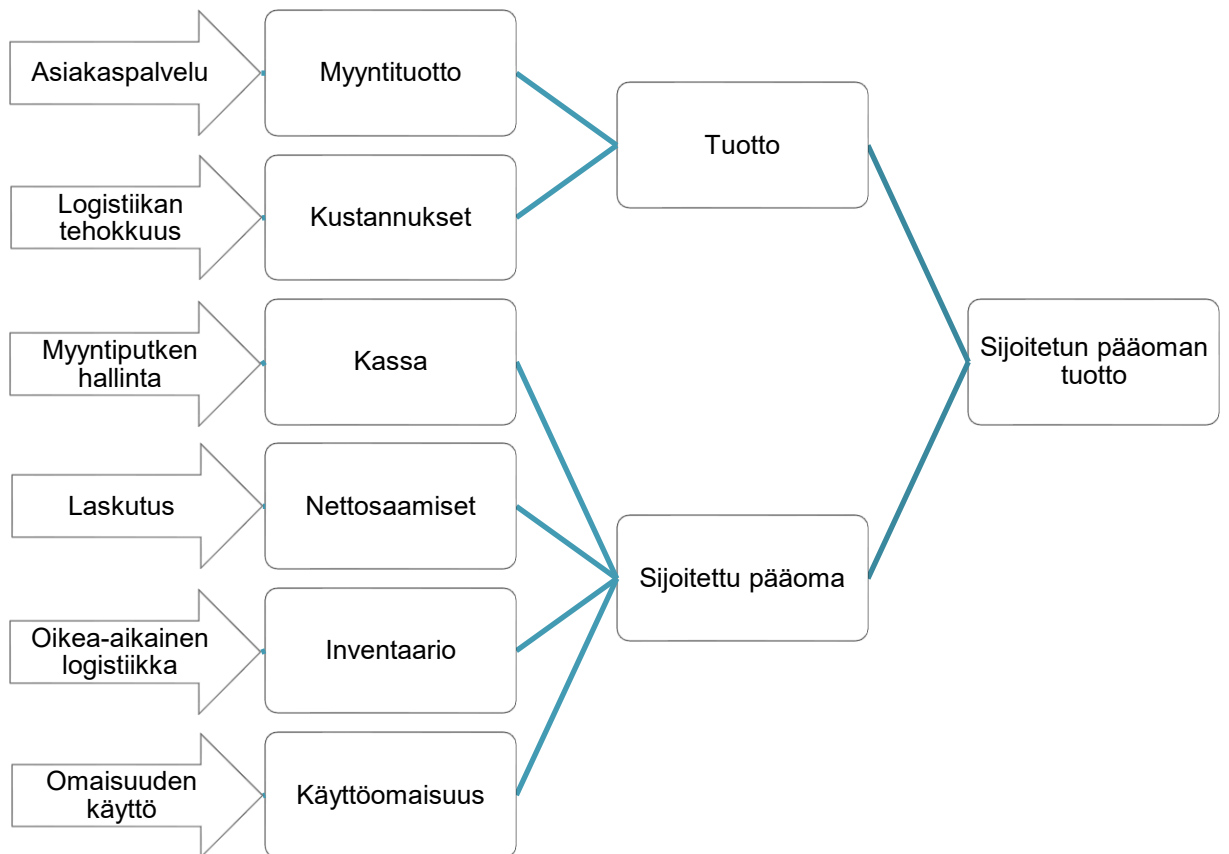 Asiakaspalvelu
Myyntituotto
Tuotto
Logistiikan
tehokkuus
Kustannukset
Myyntiputken
hallinta
Kassa
Sijoitetun pääoman
tuotto
Laskutus
Nettosaamiset
Sijoitettu pääoma
Oikea-aikainen
logistiikka
Inventaario
Omaisuuden
käyttö
Käyttöomaisuus